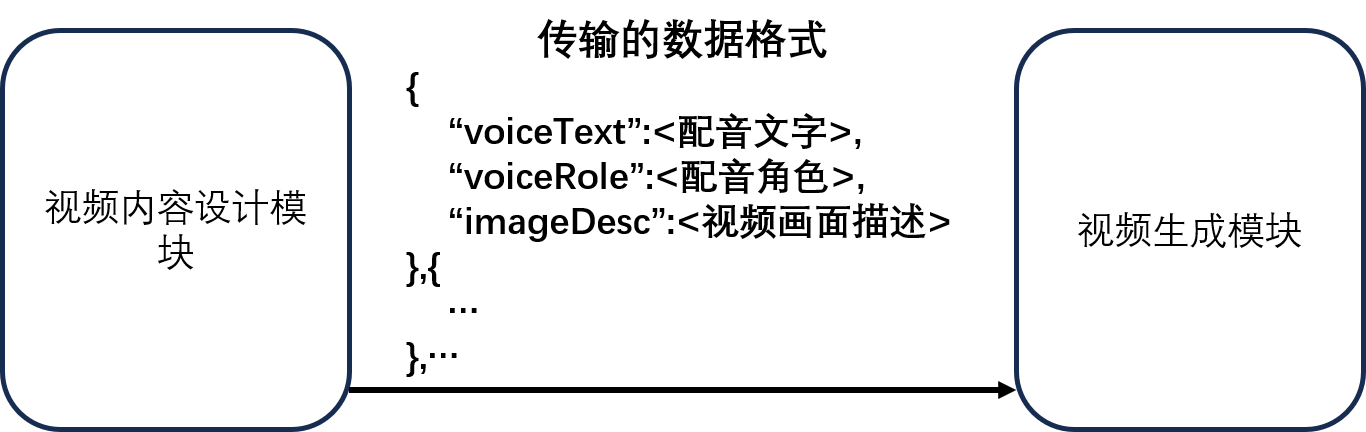 视频内容设计模
块
传输的数据格式
{
“voiceText”:<配音文字>,
“voiceRole”:<配音角色>,
“imageDesc”:<视频画面描述>
},{
…
},…
视频生成模块